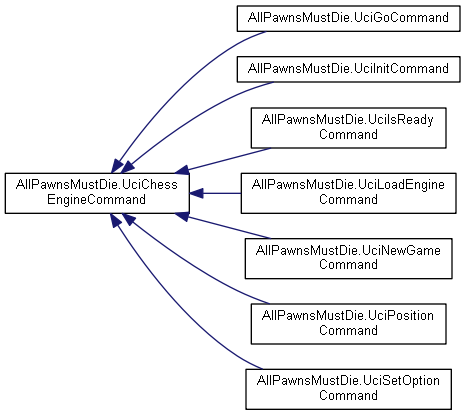 AllPawnsMustDie.UciGoCommand
AllPawnsMustDie.UciInitCommand
AllPawnsMustDie.UciIsReady
Command
AllPawnsMustDie.UciChess
EngineCommand
AllPawnsMustDie.UciLoadEngine
Command
AllPawnsMustDie.UciNewGame
Command
AllPawnsMustDie.UciPosition
Command
AllPawnsMustDie.UciSetOption
Command